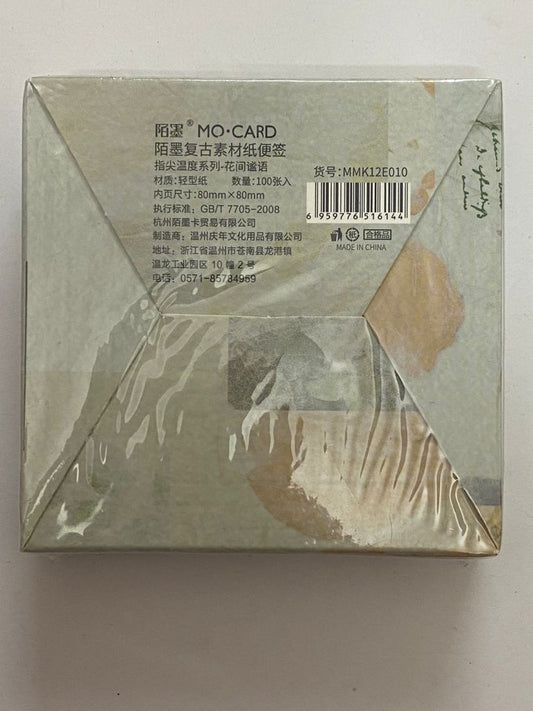 陌墨® MO·CARD
陌墨复古素材纸便签
指尖温度系列-花间谧语
材质:轻型纸 数量:100张入
内页尺寸:80mm×80mm
执行标准:GB/T 7705-2008
杭州陌墨卡贸易有限公司
制造商:温州庆年文化用品有限公司
地址:浙江省温州市苍南县龙港镇
温龙工业园区 10 幢 2 号
电话:0571-85784959
货号:MMK12E010
6 959776 516144
纸 合格品
MADE IN CHINA